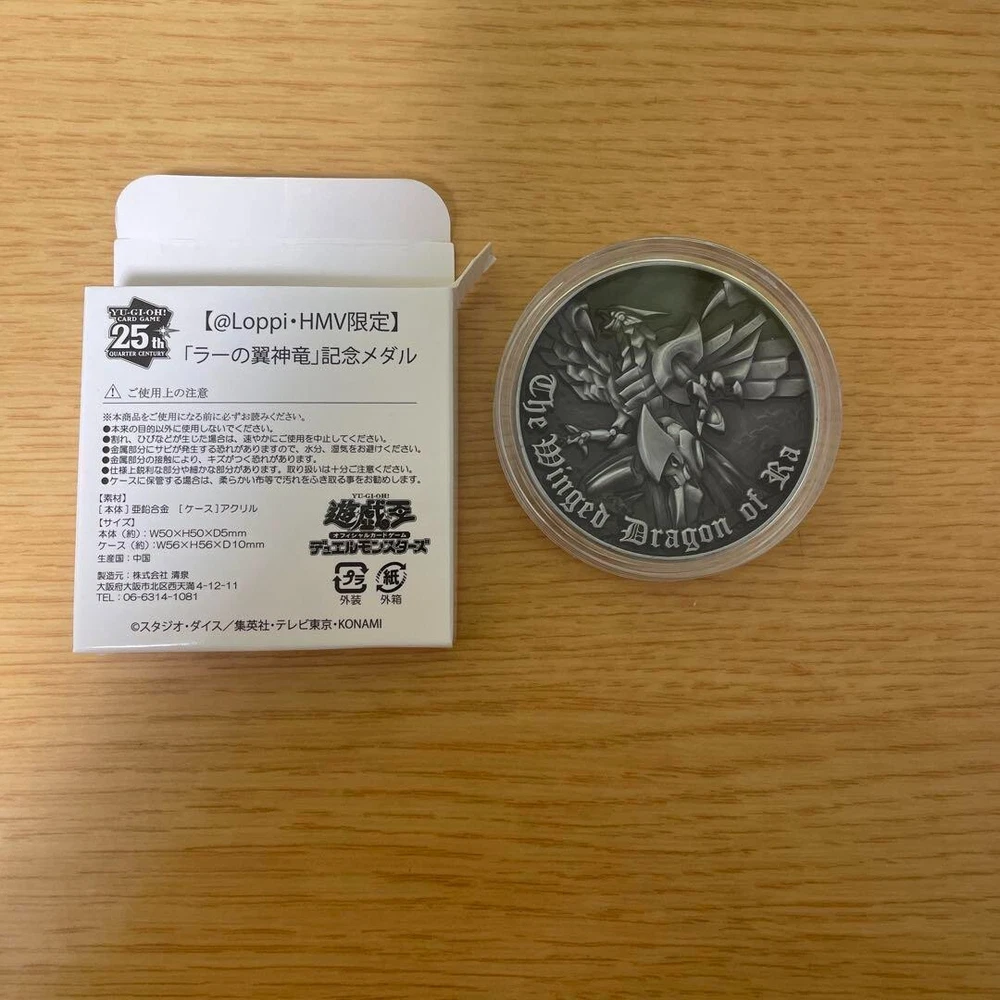 YU-GI-OH!
CARD GAME
25th
QUARTER CENTURY
【@Loppi・HMV限定】
「ラーの翼神竜」記念メダル
ご使用上の注意
※本商品をご使用になる前に必ずお読みください。
●本来の目的以外に使用しないでください。
●割れ、ひびなどが生じた場合は、速やかにご使用を中止してください。
●金属部分にサビが発生する恐れがありますので、水分、湿気をお避けください。
●金属部分の接触により、キズがつく恐れがあります。
●仕様上鋭利な部分や細かな部分があります。取り扱いは十分ご注意ください。
●ケースに保管する場合は、柔らかい布等で汚れをふき取る事をお勧めします。
【素材】
[本体] 亜鉛合金 [ケース]アクリル
【サイズ】
本体（約）：W50×H50×D5mm
ケース（約）：W56×H56×D10mm
生産国：中国
製造元：株式会社 清泉
大阪府大阪市北区西天満4-12-11
TEL：06-6314-1081
YU-GI-OH!
遊戯王
オフィシャルカードゲーム
デュエルモンスターズ
プラ 紙
外装 外箱
©スタジオ・ダイス／集英社・テレビ東京・KONAMI
The Winged Dragon of Ra